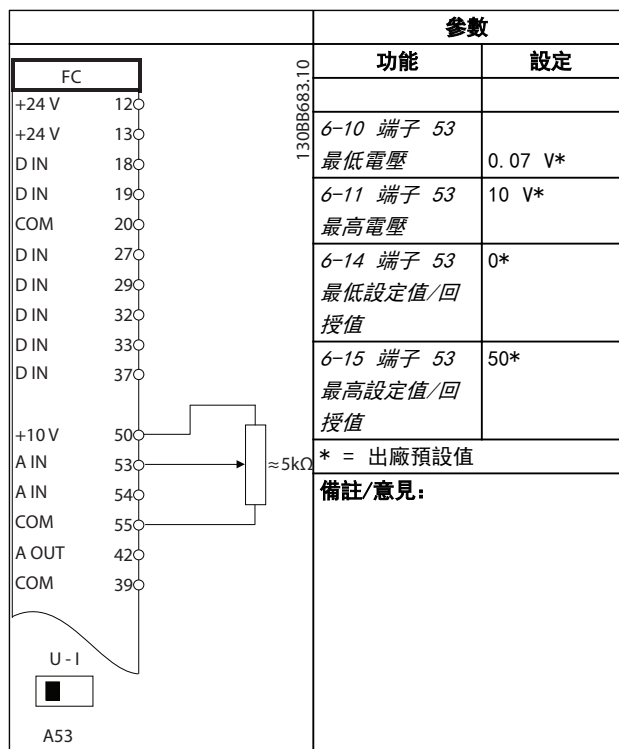 參數
功能 設定
6-10 端子 53
最低電壓 0.07 V*
6-11 端子 53 10 V*
最高電壓
6-14 端子 53 0*
最低設定值/回
授值
6-15 端子 53 50*
最高設定值/回
授值
* = 出廠預設值
備註/意見:
130BB683.10
FC
+24 V 12
+24 V 13
D IN 18
D IN 19
COM 20
D IN 27
D IN 29
D IN 32
D IN 33
D IN 37
+10 V 50
A IN 53
≈5kΩ
A IN 54
COM 55
A OUT 42
COM 39
U - I
A53